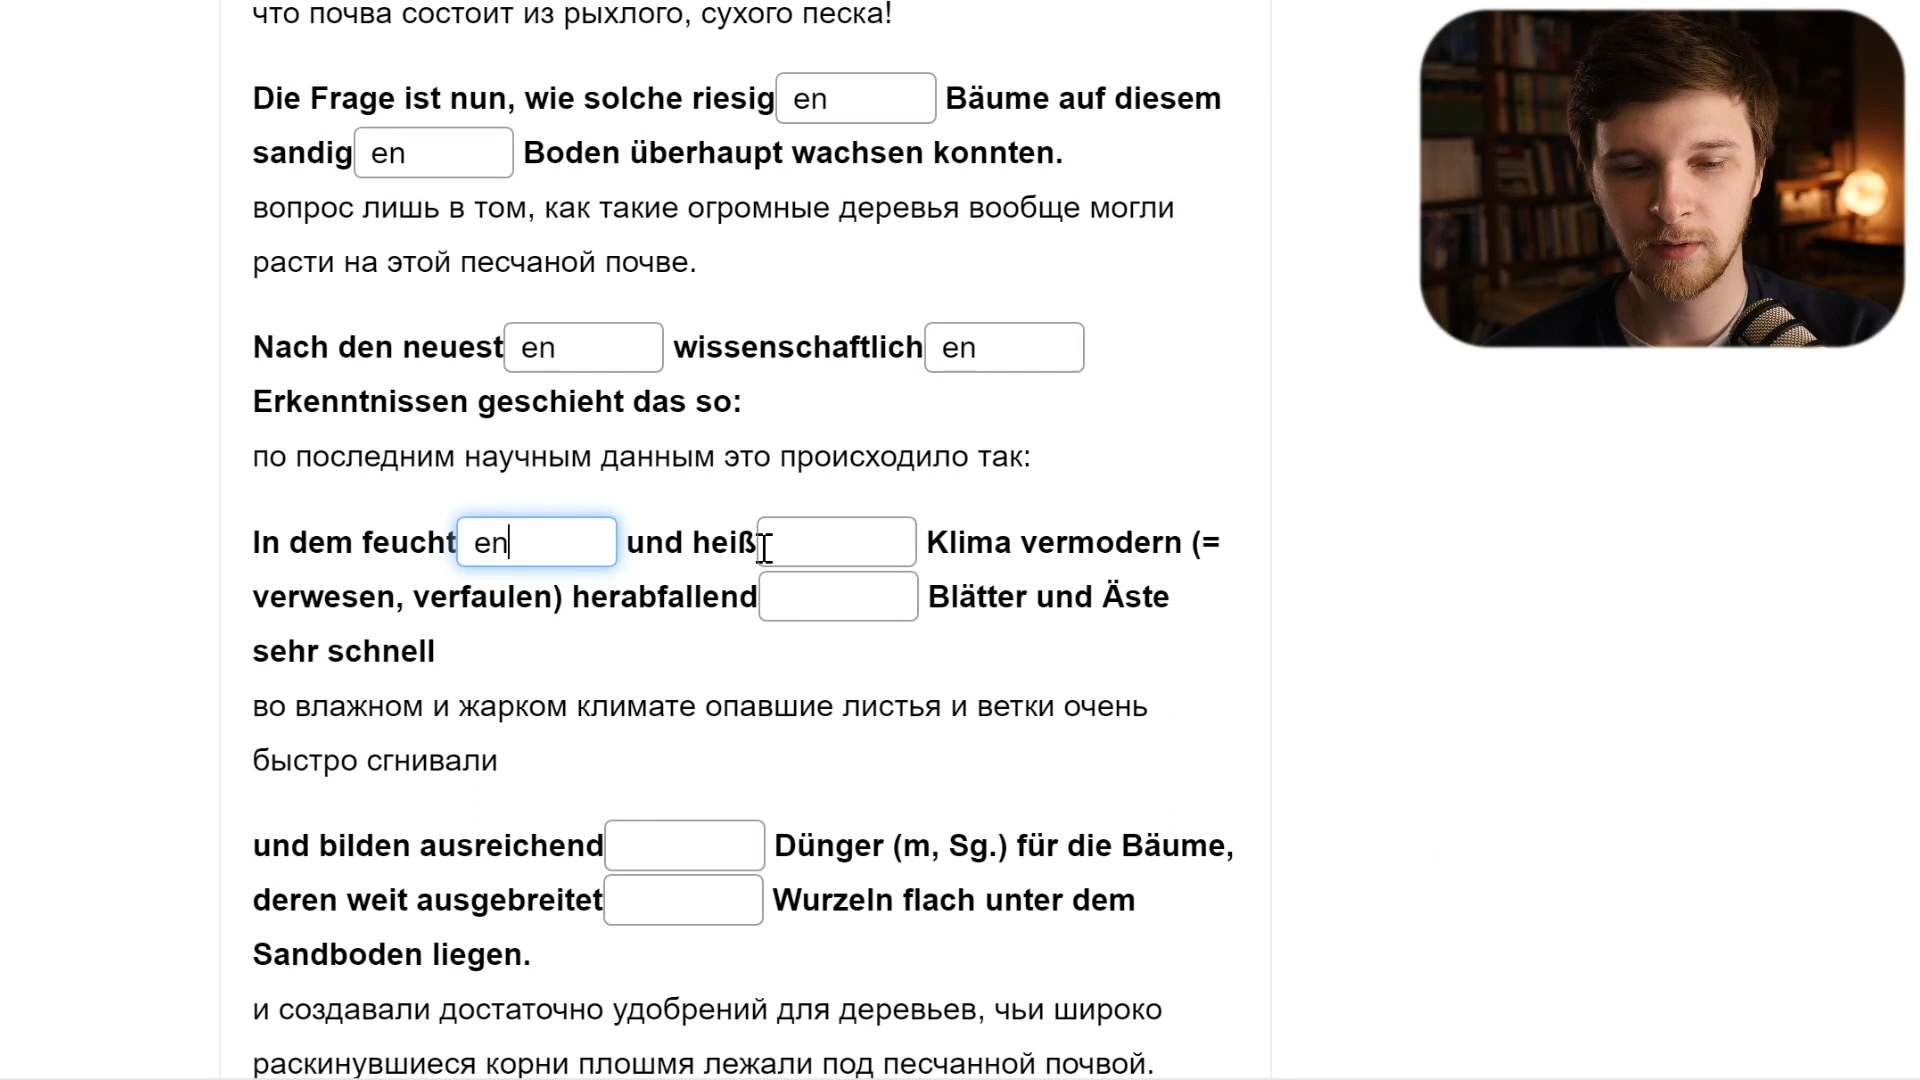 что почва состоит из рыхлого, сухого песка!
Die Frage ist nun, wie solche riesig en Bäume auf diesem
sandig en Boden überhaupt wachsen konnten.
вопрос лишь в том, как такие огромные деревья вообще могли
расти на этой песчаной почве.
Nach den neuest en wissenschaftlich en
Erkenntnissen geschieht das so:
по последним научным данным это происходило так:
In dem feucht en und heiß Klima vermodern (=
verwesen, verfaulen) herabfallend Blätter und Äste
sehr schnell
во влажном и жарком климате опавшие листья и ветки очень
быстро сгнивали
und bilden ausreichend Dünger (m, Sg.) für die Bäume,
deren weit ausgebreitet Wurzeln flach unter dem
Sandboden liegen.
и создавали достаточно удобрений для деревьев, чьи широко
раскинувшиеся корни плошмя лежали под песчанной почвой.